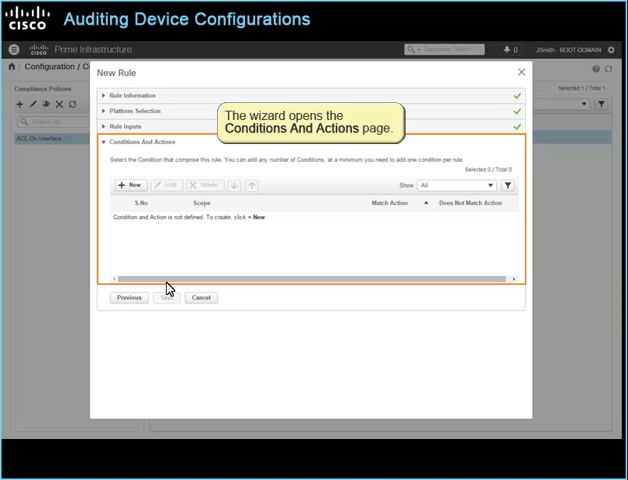 CISCO
Auditing Device Configurations
CISCO
Prime Infrastructure
0
JSmith - ROOT-DOMAIN
Configuration / C
Compliance Policies
Selected 1 / Total 1
ACL On Interface
New Rule
Rule Information
Platform Selection
Rule Inputs
The wizard opens the
Conditions And Actions page.
Conditions And Actions
Select the Condition that comprise this rule. You can add any number of Conditions, at a minimum you need to add one condition per rule.
Selected 0 / Total 0
New
Edit
Delete
Show
All
S.No
Scope
Match Action
Does Not Match Action
Condition and Action is not defined. To create, click + New.
Previous
Save
Cancel